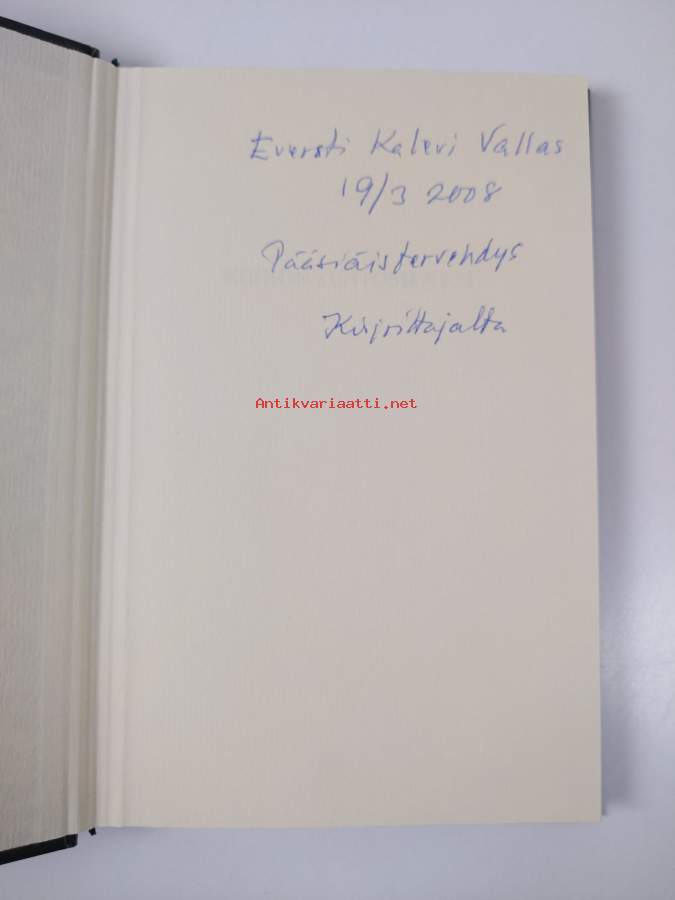 Eversti Kalevi Vallas
19/3 2008
Pääsiäistervehdys
Kirjoittajalta
Antikvariaatti.net